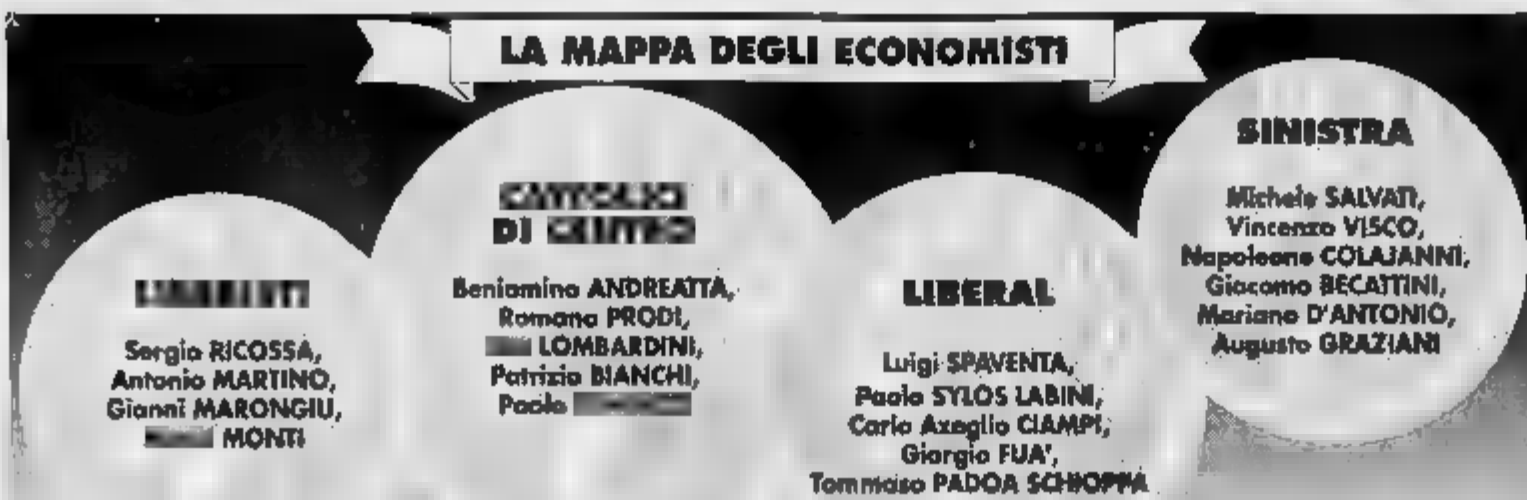 LA MAPPA DEGLI ECONOMISTI
Sergio RICOSSA,
Antonio MARTINO,
Gianni MARONGIU,
MONTI
CATTOLICI
DI CENTRO
Beniamino ANDREATTA,
Romano PRODI,
LOMBARDINI,
Patrizio BIANCHI,
Paolo
LIBERAL
Luigi SPAVENTA,
Paolo SYLOS LABINI,
Carlo Azeglio CIAMPI,
Giorgio FUA',
Tommaso PADOA SCHIOPPA
SINISTRA
Michele SALVATI,
Vincenzo VISCO,
Napoleone COLAJANNI,
Giacomo BECATTINI,
Mariano D'ANTONIO,
Augusto GRAZIANI